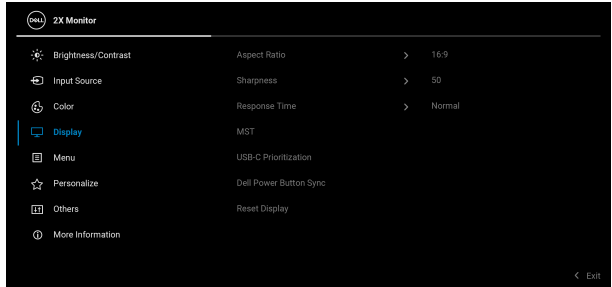 DELL 2X Monitor
Brightness/Contrast Aspect Ratio > 16:9
Input Source Sharpness > 50
Color Response Time > Normal
Display MST
Menu USB-C Prioritization
Personalize Dell Power Button Sync
Others Reset Display
More Information
< Exit